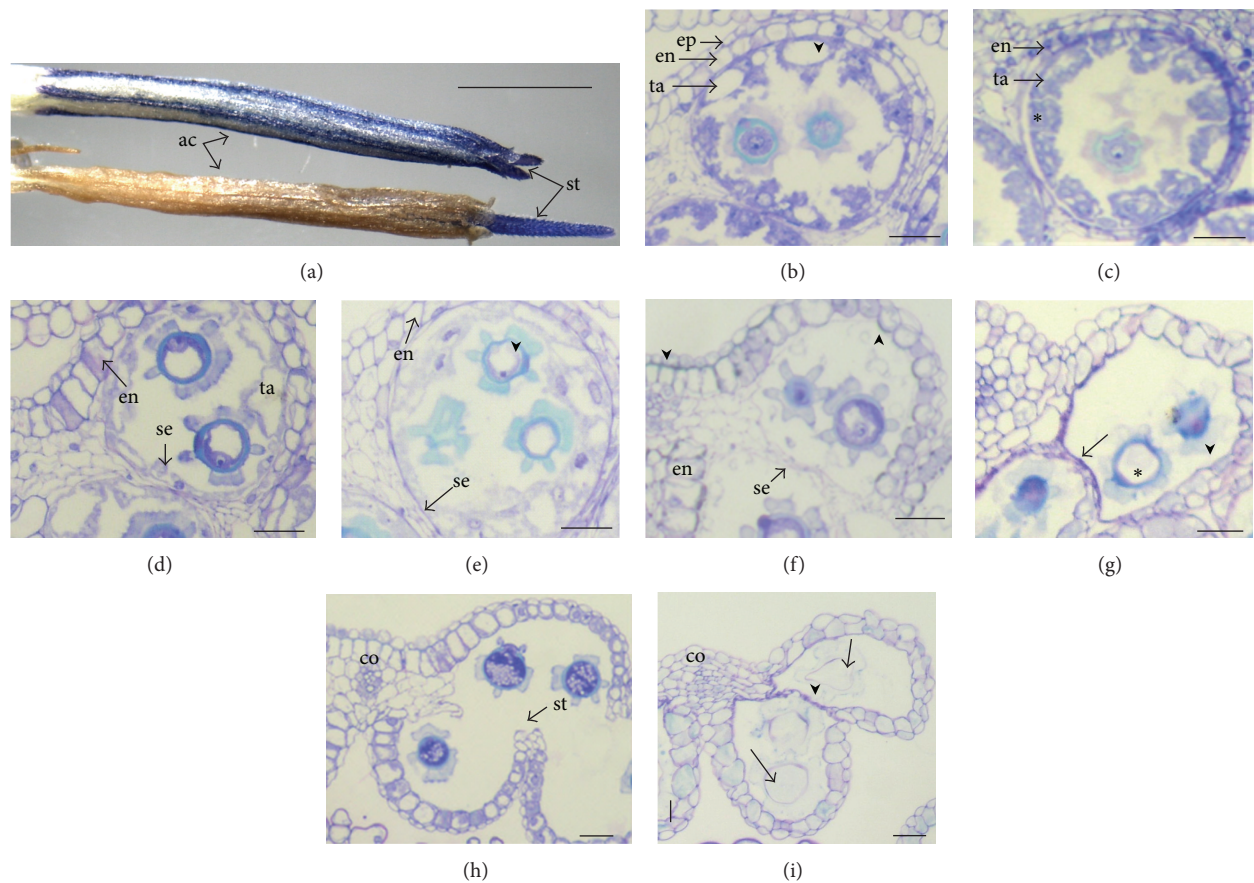 ac
st
(a)
ep
en
ta
(b)
en
ta
*
(c)
en
se
ta
(d)
en
se
(e)
en
se
(f)
*
(g)
co
st
(h)
co
(i)